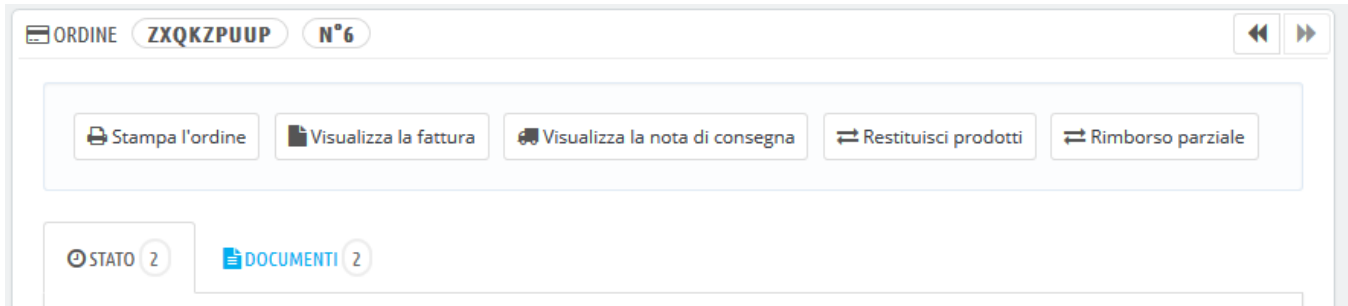 ORDINE ZXQKZPUUP N°6
Stampa l'ordine Visualizza la fattura Visualizza la nota di consegna Restituisci prodotti Rimborso parziale
STATO 2 DOCUMENTI 2